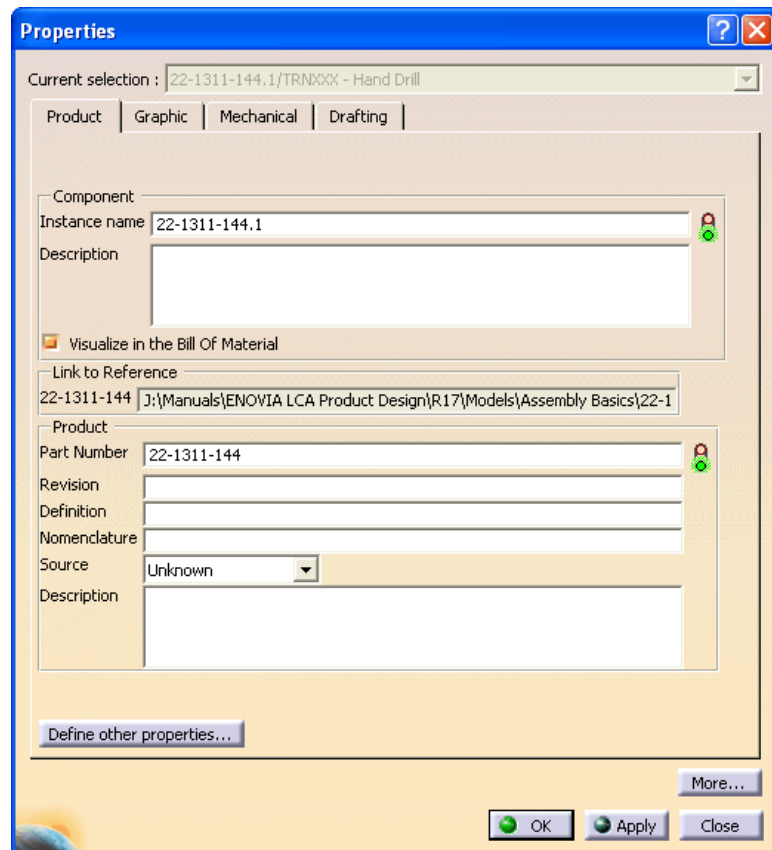 Properties
Current selection : 22-1311-144.1/TRNXXX - Hand Drill
Product Graphic Mechanical Drafting
Component
Instance name 22-1311-144.1
Description
Visualize in the Bill Of Material
Link to Reference
22-1311-144 J:\Manuals\ENOVIA LCA Product Design\R17\Models\Assembly Basics\22-1
Product
Part Number 22-1311-144
Revision
Definition
Nomenclature
Source Unknown
Description
Define other properties...
More...
OK Apply Close